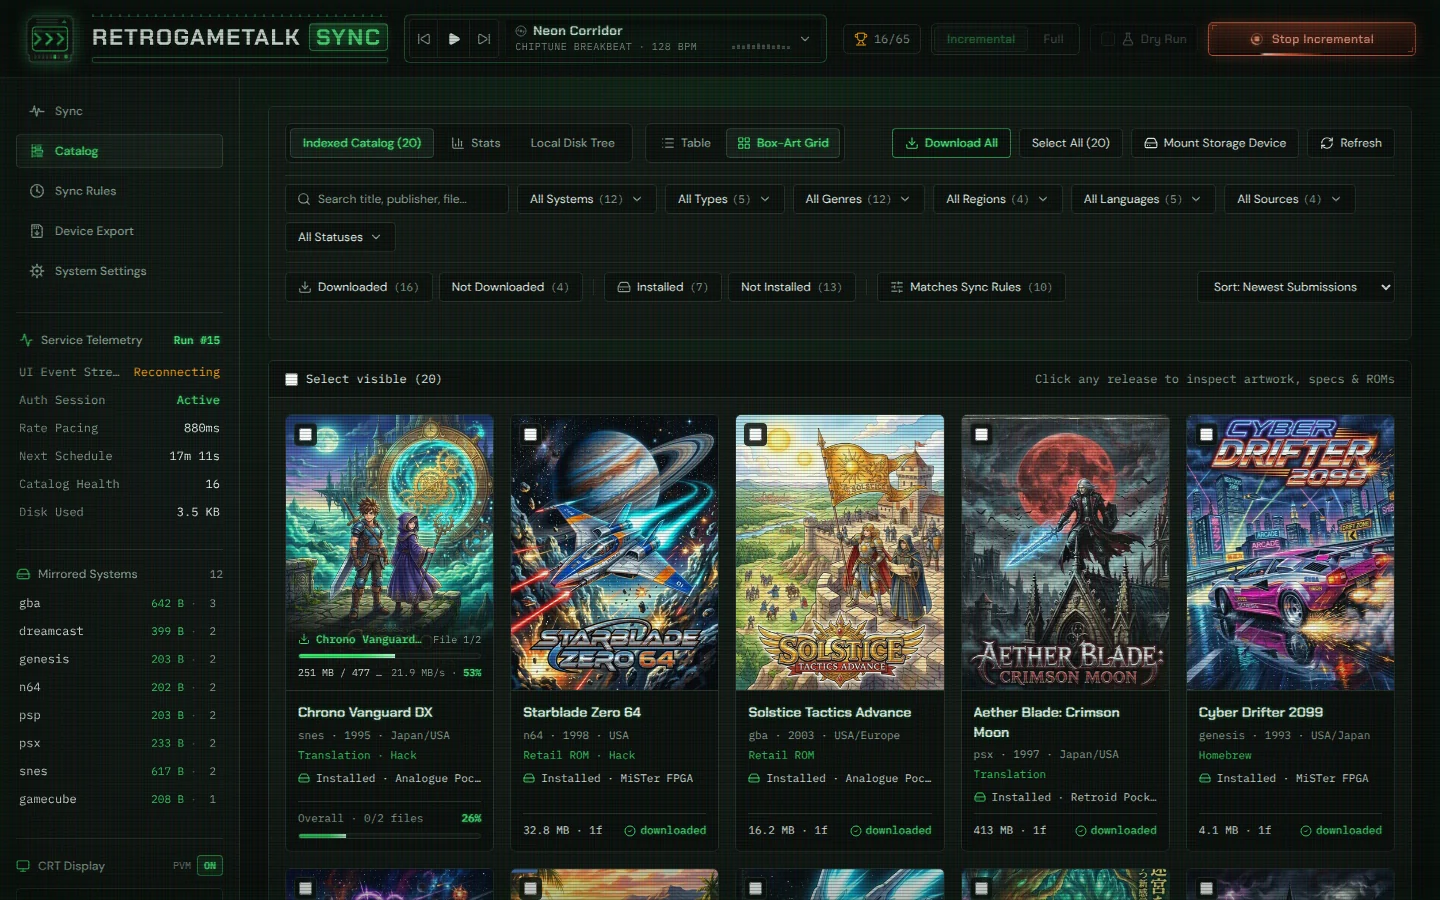 RETROGAMETALK SYNC
Neon Corridor
CHIPTUNE BREAKBEAT · 128 BPM
16/65
Incremental
Full
Dry Run
Stop Incremental
Sync
Catalog
Sync Rules
Device Export
System Settings
Service Telemetry Run #15
UI Event Stre… Reconnecting
Auth Session Active
Rate Pacing 880ms
Next Schedule 17m 11s
Catalog Health 16
Disk Used 3.5 KB
Mirrored Systems 12
gba 642 B · 3
dreamcast 399 B · 2
genesis 203 B · 2
n64 202 B · 2
psp 203 B · 2
psx 233 B · 2
snes 617 B · 2
gamecube 208 B · 1
CRT Display PVM ON
Indexed Catalog (20)
Stats
Local Disk Tree
Table
Box-Art Grid
Download All
Select All (20)
Mount Storage Device
Refresh
Search title, publisher, file…
All Systems (12)
All Types (5)
All Genres (12)
All Regions (4)
All Languages (5)
All Sources (4)
All Statuses
Downloaded (16)
Not Downloaded (4)
Installed (7)
Not Installed (13)
Matches Sync Rules (10)
Sort: Newest Submissions
Select visible (20)
Click any release to inspect artwork, specs & ROMs
Chrono Vanguard… File 1/2
251 MB / 477 … 21.9 MB/s · 53%
Chrono Vanguard DX
snes · 1995 · Japan/USA
Translation · Hack
Installed · Analogue Poc…
Overall · 0/2 files 26%
STARBLADE
ZERO 64
Starblade Zero 64
n64 · 1998 · USA
Retail ROM · Hack
Installed · MiSTer FPGA
32.8 MB · 1f downloaded
SOLSTICE
TACTICS ADVANCE
Solstice Tactics Advance
gba · 2003 · USA/Europe
Retail ROM
Installed · Analogue Poc…
16.2 MB · 1f downloaded
AETHER BLADE:
CRIMSON MOON
Aether Blade: Crimson
Moon
psx · 1997 · Japan/USA
Translation
Installed · Retroid Pock…
413 MB · 1f downloaded
CYBER
DRIFTER
2099
ARCADE
ARCADE
Cyber Drifter 2099
genesis · 1993 · USA/Japan
Homebrew
Installed · MiSTer FPGA
4.1 MB · 1f downloaded